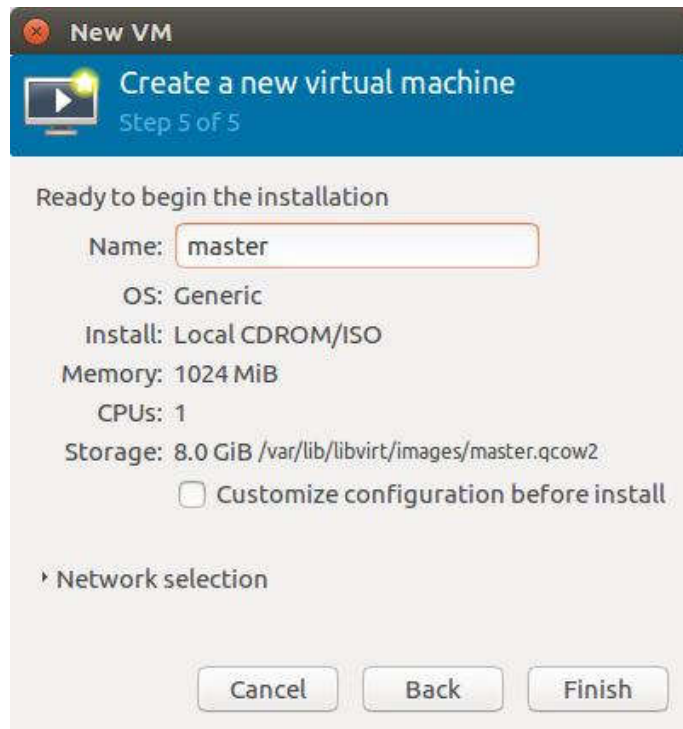 New VM
Create a new virtual machine
Step 5 of 5
Ready to begin the installation
Name: master
OS: Generic
Install: Local CDROM/ISO
Memory: 1024 MiB
CPUs: 1
Storage: 8.0 GiB /var/lib/libvirt/images/master.qcow2
Customize configuration before install
Network selection
Cancel Back Finish